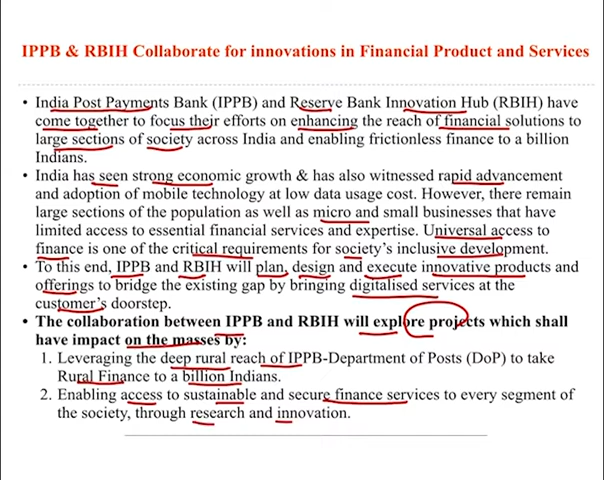 IPPB & RBIH Collaborate for innovations in Financial Product and Services
• India Post Payments Bank (IPPB) and Reserve Bank Innovation Hub (RBIH) have
come together to focus their efforts on enhancing the reach of financial solutions to
large sections of society across India and enabling frictionless finance to a billion
Indians.
• India has seen strong economic growth & has also witnessed rapid advancement
and adoption of mobile technology at low data usage cost. However, there remain
large sections of the population as well as micro and small businesses that have
limited access to essential financial services and expertise. Universal access to
finance is one of the critical requirements for society's inclusive development.
• To this end, IPPB and RBIH will plan, design and execute innovative products and
offerings to bridge the existing gap by bringing digitalised services at the
customer's doorstep.
• The collaboration between IPPB and RBIH will explore projects which shall
have impact on the masses by:
1. Leveraging the deep rural reach of IPPB-Department of Posts (DoP) to take
Rural Finance to a billion Indians.
2. Enabling access to sustainable and secure finance services to every segment of
the society, through research and innovation.